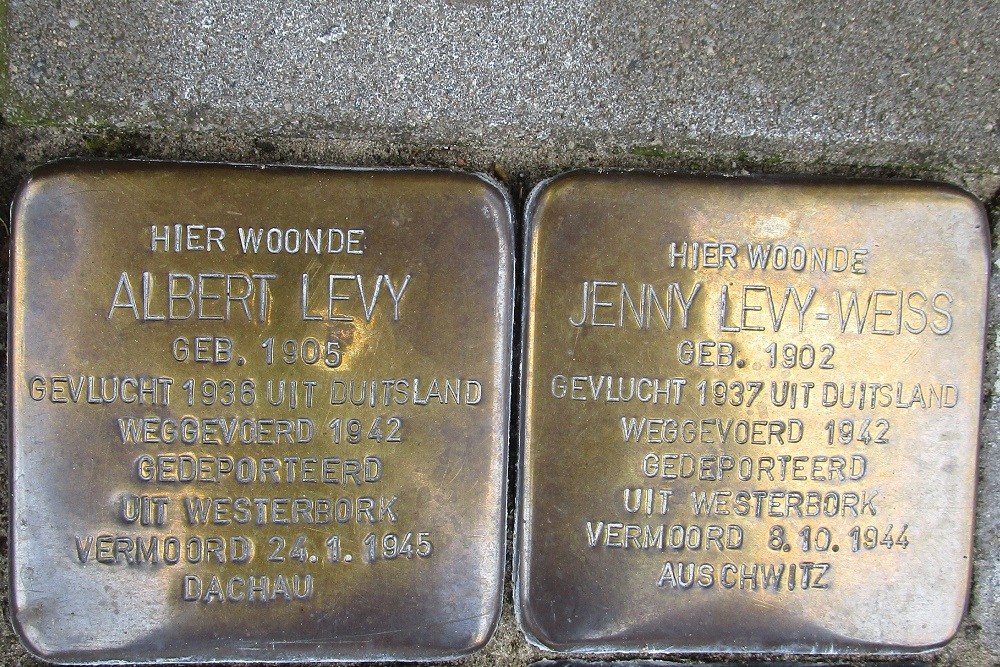 HIER WOONDE
ALBERT LEVY
GEB. 1905
GEVLUCHT 1936 UIT DUITSLAND
WEGGEVOERD 1942
GEDEPORTEERD
UIT WESTERBORK
VERMOORD 24.1.1945
DACHAU
HIER WOONDE
JENNY LEVY-WEISS
GEB. 1902
GEVLUCHT 1937 UIT DUITSLAND
WEGGEVOERD 1942
GEDEPORTEERD
UIT WESTERBORK
VERMOORD 8.10.1944
AUSCHWITZ